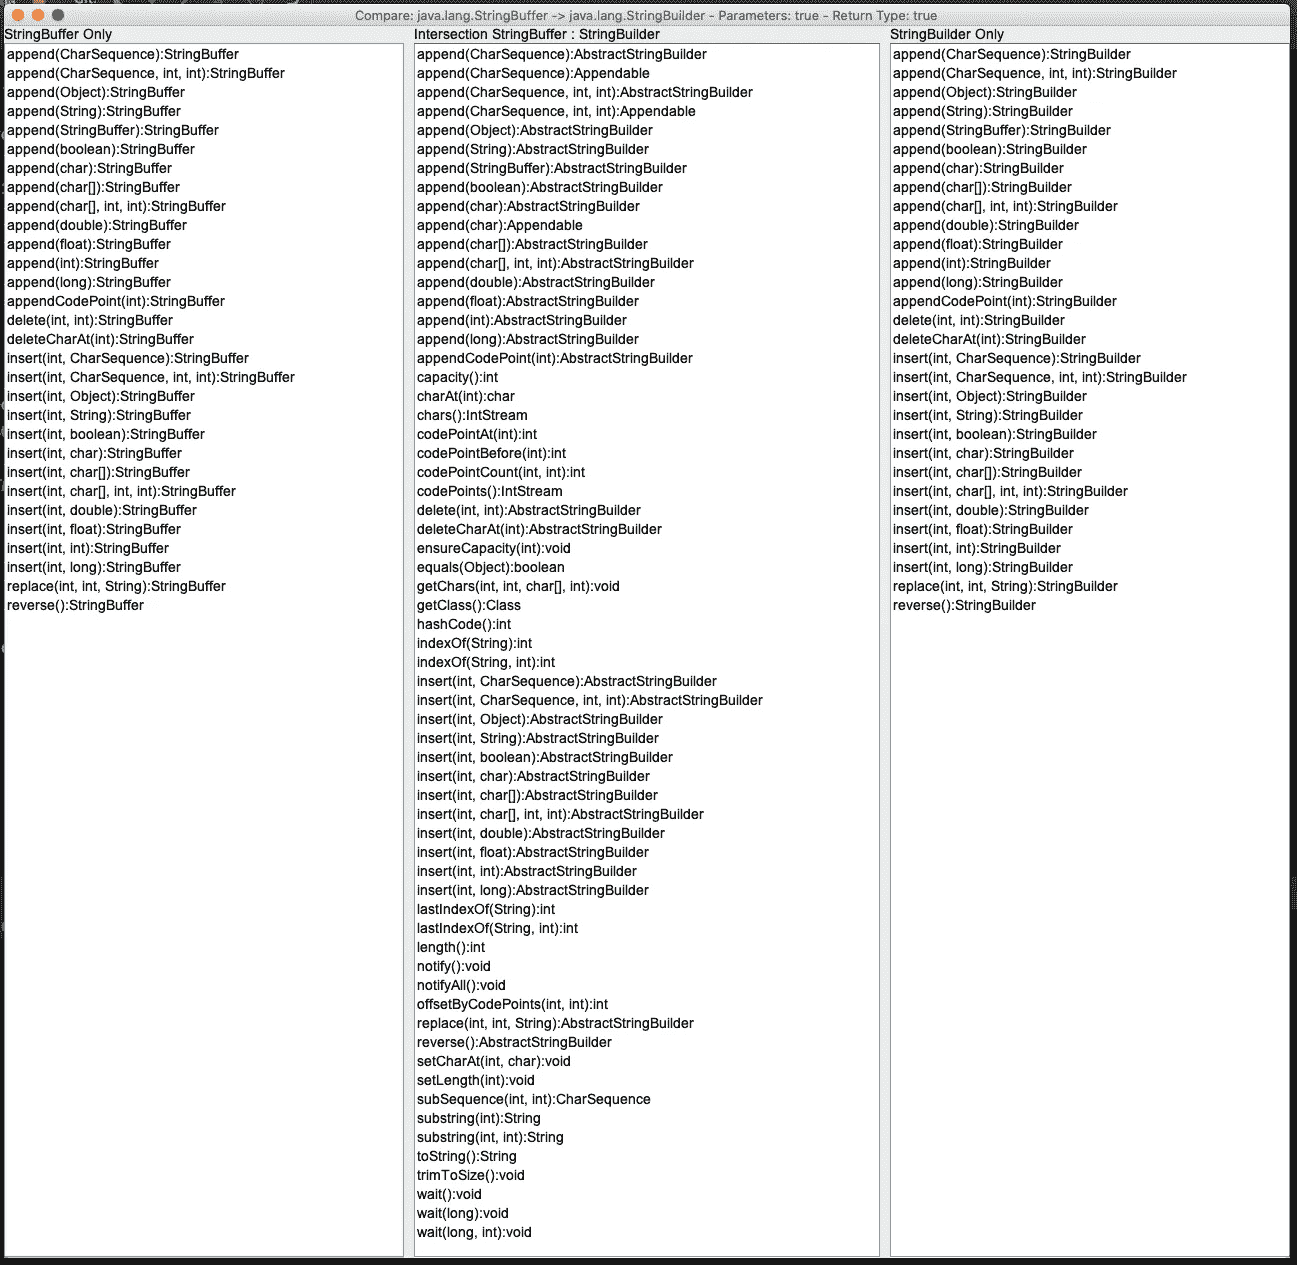 Compare: java.lang.StringBuffer -> java.lang.StringBuilder - Parameters: true - Return Type: true
StringBuffer Only
append(CharSequence):StringBuffer
append(CharSequence, int, int):StringBuffer
append(Object):StringBuffer
append(String):StringBuffer
append(StringBuffer):StringBuffer
append(boolean):StringBuffer
append(char):StringBuffer
append(char[]):StringBuffer
append(char[], int, int):StringBuffer
append(double):StringBuffer
append(float):StringBuffer
append(int):StringBuffer
append(long):StringBuffer
appendCodePoint(int):StringBuffer
delete(int, int):StringBuffer
deleteCharAt(int):StringBuffer
insert(int, CharSequence):StringBuffer
insert(int, CharSequence, int, int):StringBuffer
insert(int, Object):StringBuffer
insert(int, String):StringBuffer
insert(int, boolean):StringBuffer
insert(int, char):StringBuffer
insert(int, char[]):StringBuffer
insert(int, char[], int, int):StringBuffer
insert(int, double):StringBuffer
insert(int, float):StringBuffer
insert(int, int):StringBuffer
insert(int, long):StringBuffer
replace(int, int, String):StringBuffer
reverse():StringBuffer
Intersection StringBuffer : StringBuilder
append(CharSequence):AbstractStringBuilder
append(CharSequence):Appendable
append(CharSequence, int, int):AbstractStringBuilder
append(CharSequence, int, int):Appendable
append(Object):AbstractStringBuilder
append(String):AbstractStringBuilder
append(StringBuffer):AbstractStringBuilder
append(boolean):AbstractStringBuilder
append(char):AbstractStringBuilder
append(char):Appendable
append(char[]):AbstractStringBuilder
append(char[], int, int):AbstractStringBuilder
append(double):AbstractStringBuilder
append(float):AbstractStringBuilder
append(int):AbstractStringBuilder
append(long):AbstractStringBuilder
appendCodePoint(int):AbstractStringBuilder
capacity():int
charAt(int):char
chars():IntStream
codePointAt(int):int
codePointBefore(int):int
codePointCount(int, int):int
codePoints():IntStream
delete(int, int):AbstractStringBuilder
deleteCharAt(int):AbstractStringBuilder
ensureCapacity(int):void
equals(Object):boolean
getChars(int, int, char[], int):void
getClass():Class
hashCode():int
indexOf(String):int
indexOf(String, int):int
insert(int, CharSequence):AbstractStringBuilder
insert(int, CharSequence, int, int):AbstractStringBuilder
insert(int, Object):AbstractStringBuilder
insert(int, String):AbstractStringBuilder
insert(int, boolean):AbstractStringBuilder
insert(int, char):AbstractStringBuilder
insert(int, char[]):AbstractStringBuilder
insert(int, char[], int, int):AbstractStringBuilder
insert(int, double):AbstractStringBuilder
insert(int, float):AbstractStringBuilder
insert(int, int):AbstractStringBuilder
insert(int, long):AbstractStringBuilder
lastIndexOf(String):int
lastIndexOf(String, int):int
length():int
notify():void
notifyAll():void
offsetByCodePoints(int, int):int
replace(int, int, String):AbstractStringBuilder
reverse():AbstractStringBuilder
setCharAt(int, char):void
setLength(int):void
subSequence(int, int):CharSequence
substring(int):String
substring(int, int):String
toString():String
trimToSize():void
wait():void
wait(long):void
wait(long, int):void
StringBuilder Only
append(CharSequence):StringBuilder
append(CharSequence, int, int):StringBuilder
append(Object):StringBuilder
append(String):StringBuilder
append(StringBuffer):StringBuilder
append(boolean):StringBuilder
append(char):StringBuilder
append(char[]):StringBuilder
append(char[], int, int):StringBuilder
append(double):StringBuilder
append(float):StringBuilder
append(int):StringBuilder
append(long):StringBuilder
appendCodePoint(int):StringBuilder
delete(int, int):StringBuilder
deleteCharAt(int):StringBuilder
insert(int, CharSequence):StringBuilder
insert(int, CharSequence, int, int):StringBuilder
insert(int, Object):StringBuilder
insert(int, String):StringBuilder
insert(int, boolean):StringBuilder
insert(int, char):StringBuilder
insert(int, char[]):StringBuilder
insert(int, char[], int, int):StringBuilder
insert(int, double):StringBuilder
insert(int, float):StringBuilder
insert(int, int):StringBuilder
insert(int, long):StringBuilder
replace(int, int, String):StringBuilder
reverse():StringBuilder